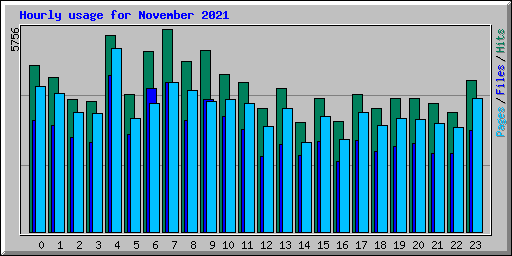 Hourly usage for November 2021
5756
Pages / Files / Hits
0 1 2 3 4 5 6 7 8 9 10 11 12 13 14 15 16 17 18 19 20 21 22 23